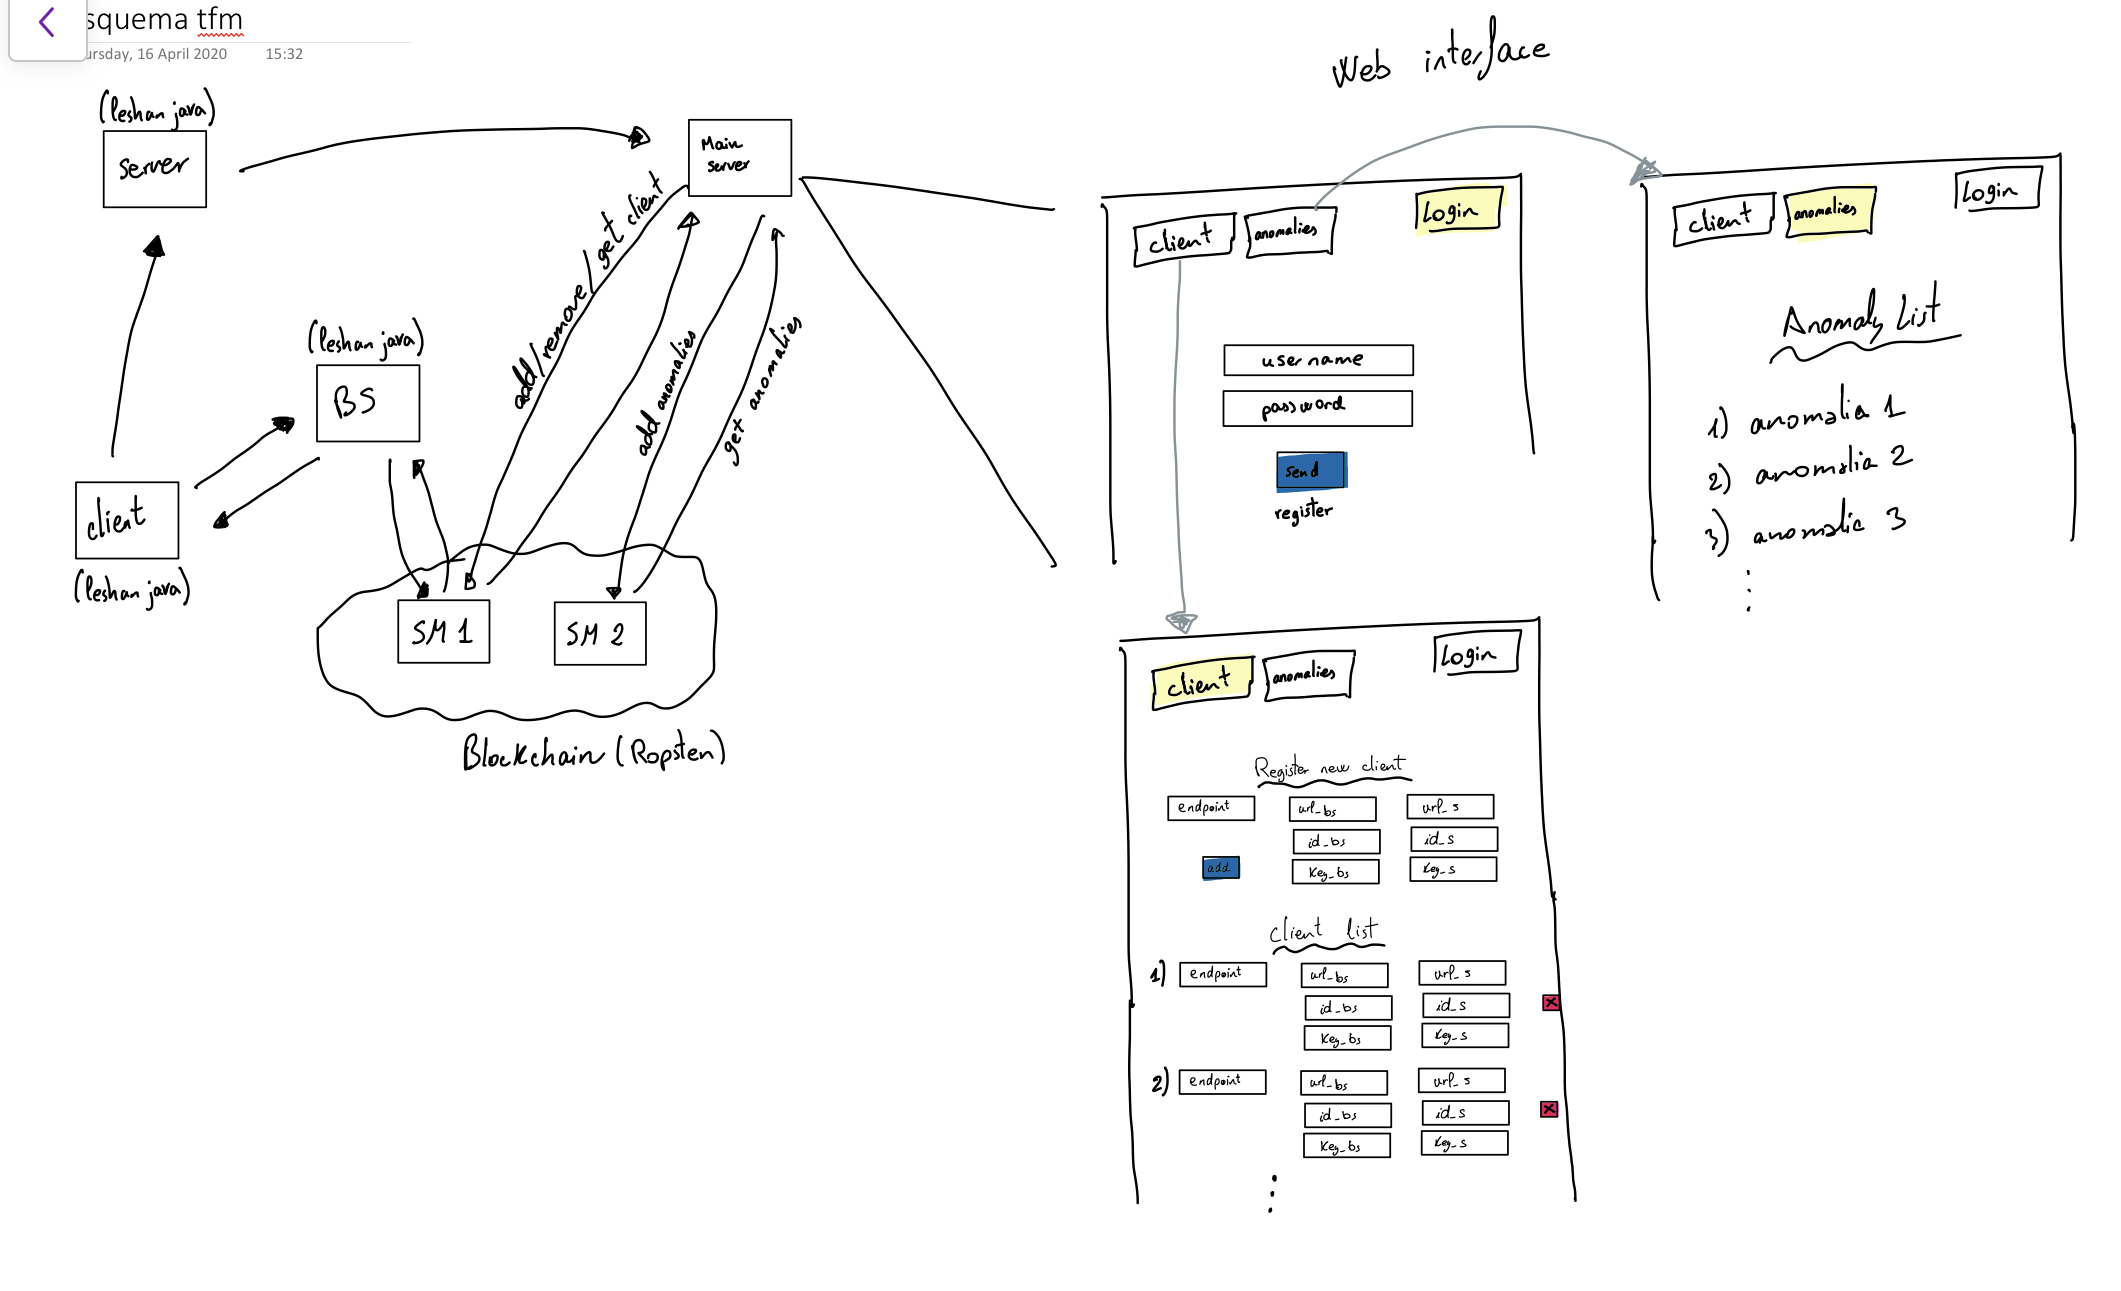 squema tfm
ursday, 16 April 2020 15:32
(leshan java)
server
Main
server
(leshan java)
BS
client
(leshan java)
add/remove/get client
add anomalies
get anomalies
SM 1
SM 2
Blockchain (Ropsten)
Web interface
client
anomalies
Login
username
password
send
register
client
anomalies
Login
Anomaly List
1) anomalia 1
2) anomalia 2
3) anomalia 3
client
anomalies
Login
Register new client
endpoint url_bs url_s
id_bs id_s
add key_bs key_s
client list
1) endpoint url_bs url_s
id_bs id_s
key_bs key_s
2) endpoint url_bs url_s
id_bs id_s
key_bs key_s